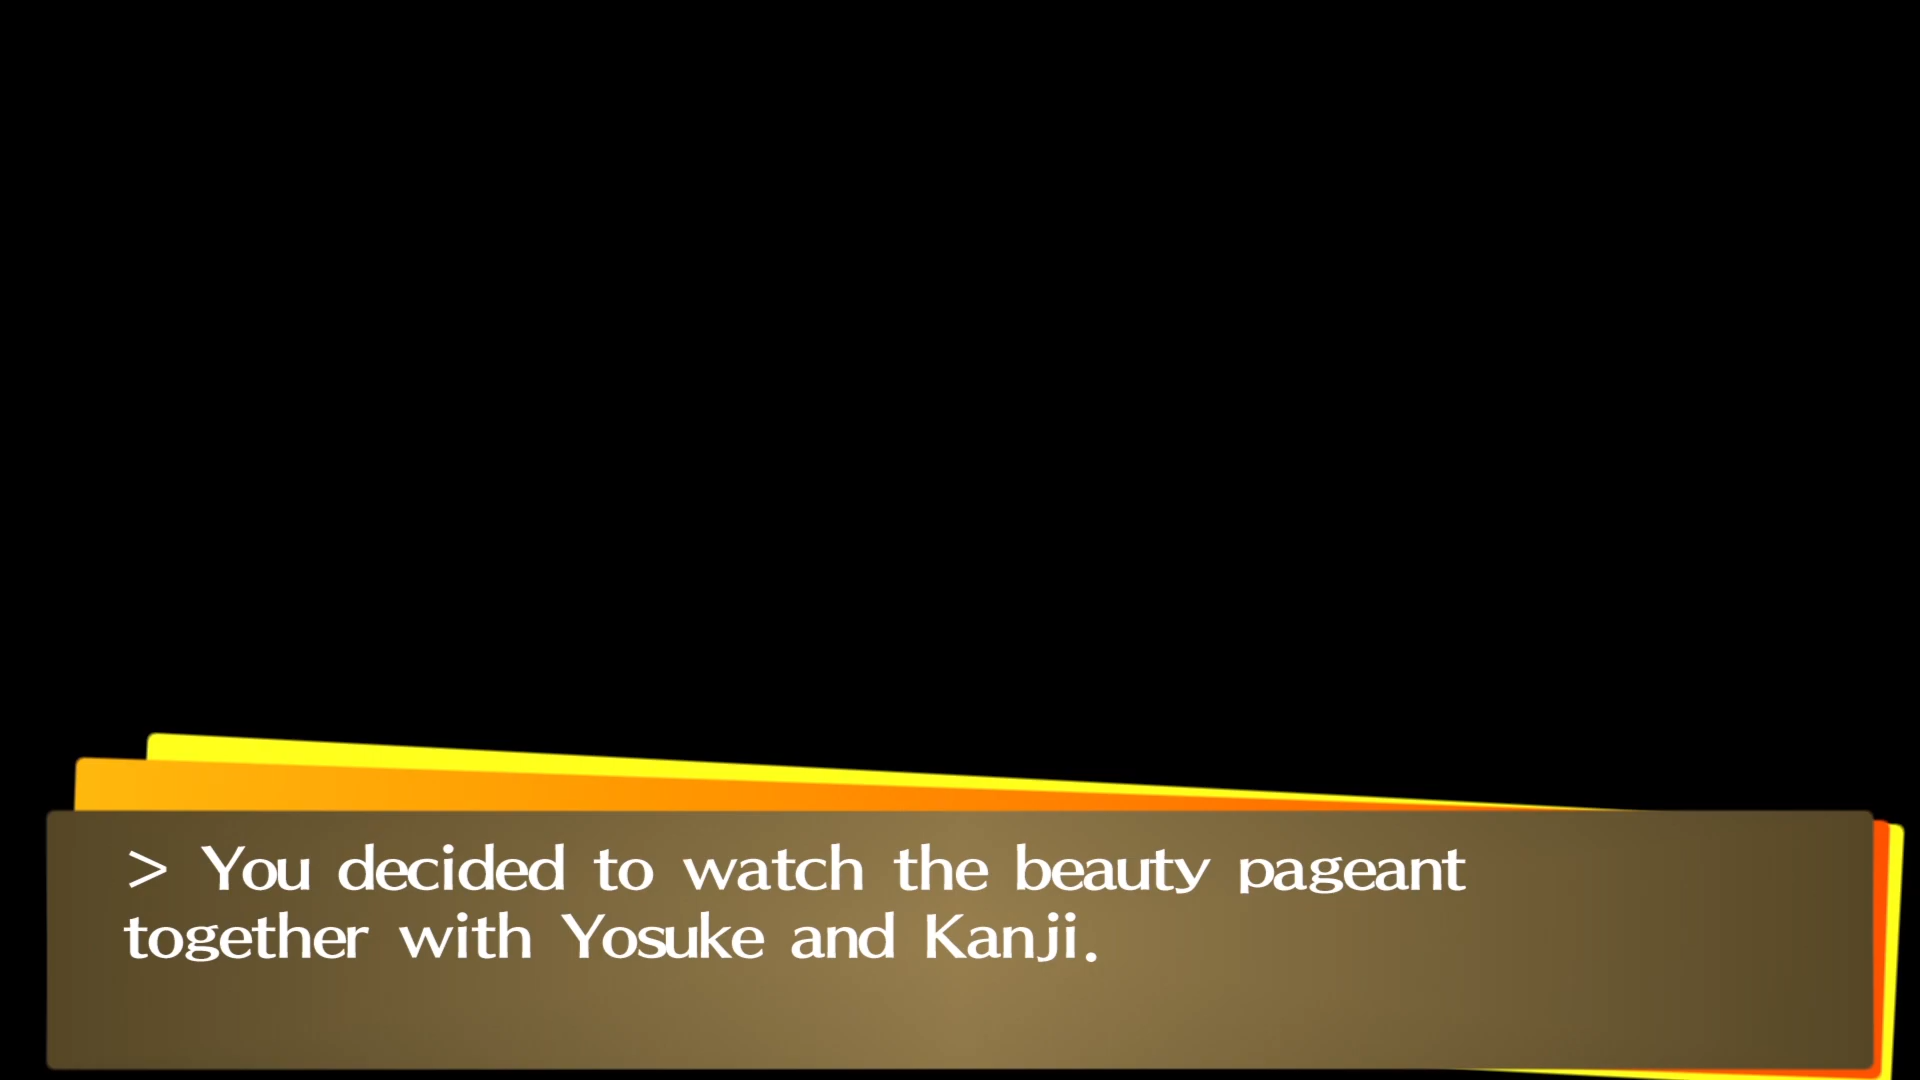 > You decided to watch the beauty pageant
together with Yosuke and Kanji.